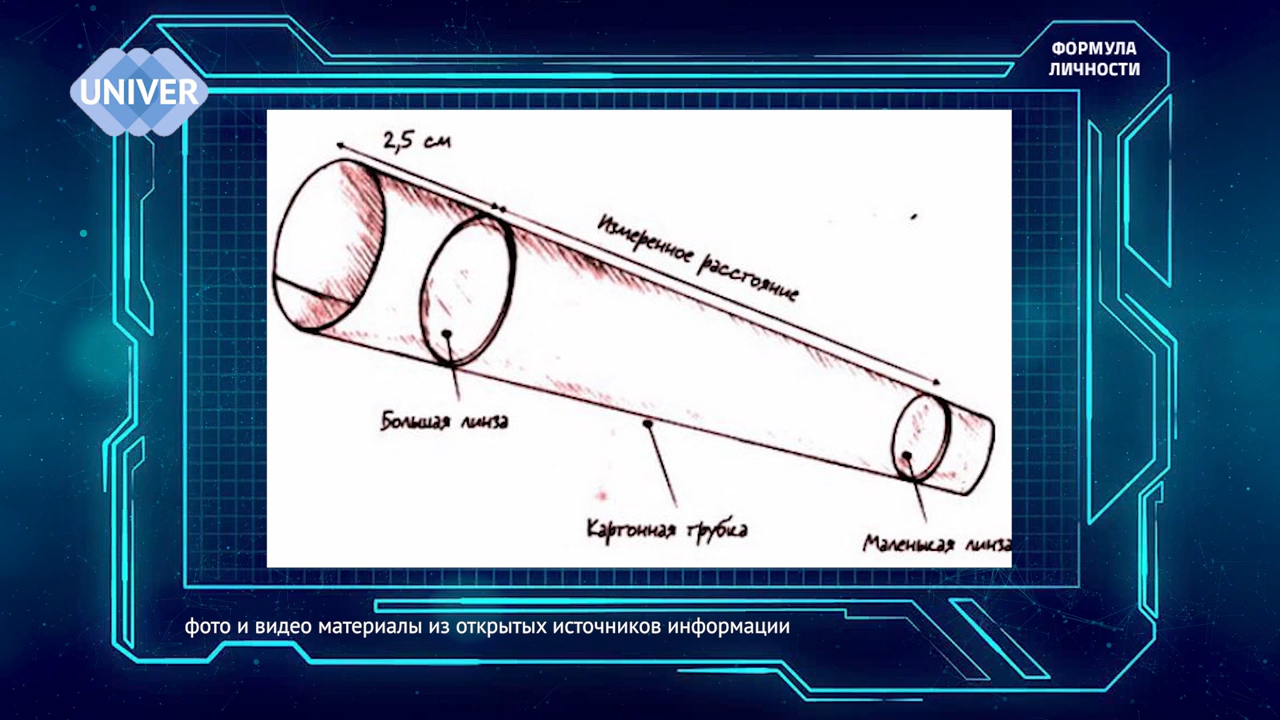 UNIVER
ФОРМУЛА
ЛИЧНОСТИ
2,5 см
Измеренное расстояние
Большая линза
Картонная трубка
Маленькая линза
фото и видео материалы из открытых источников информации